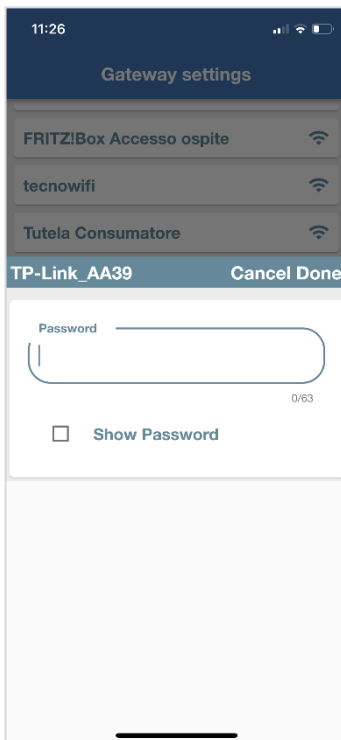 11:26
Gateway settings
FRITZ!Box Accesso ospite
tecnowifi
Tutela Consumatore
TP-Link_AA39 Cancel Done
Password
0/63
Show Password